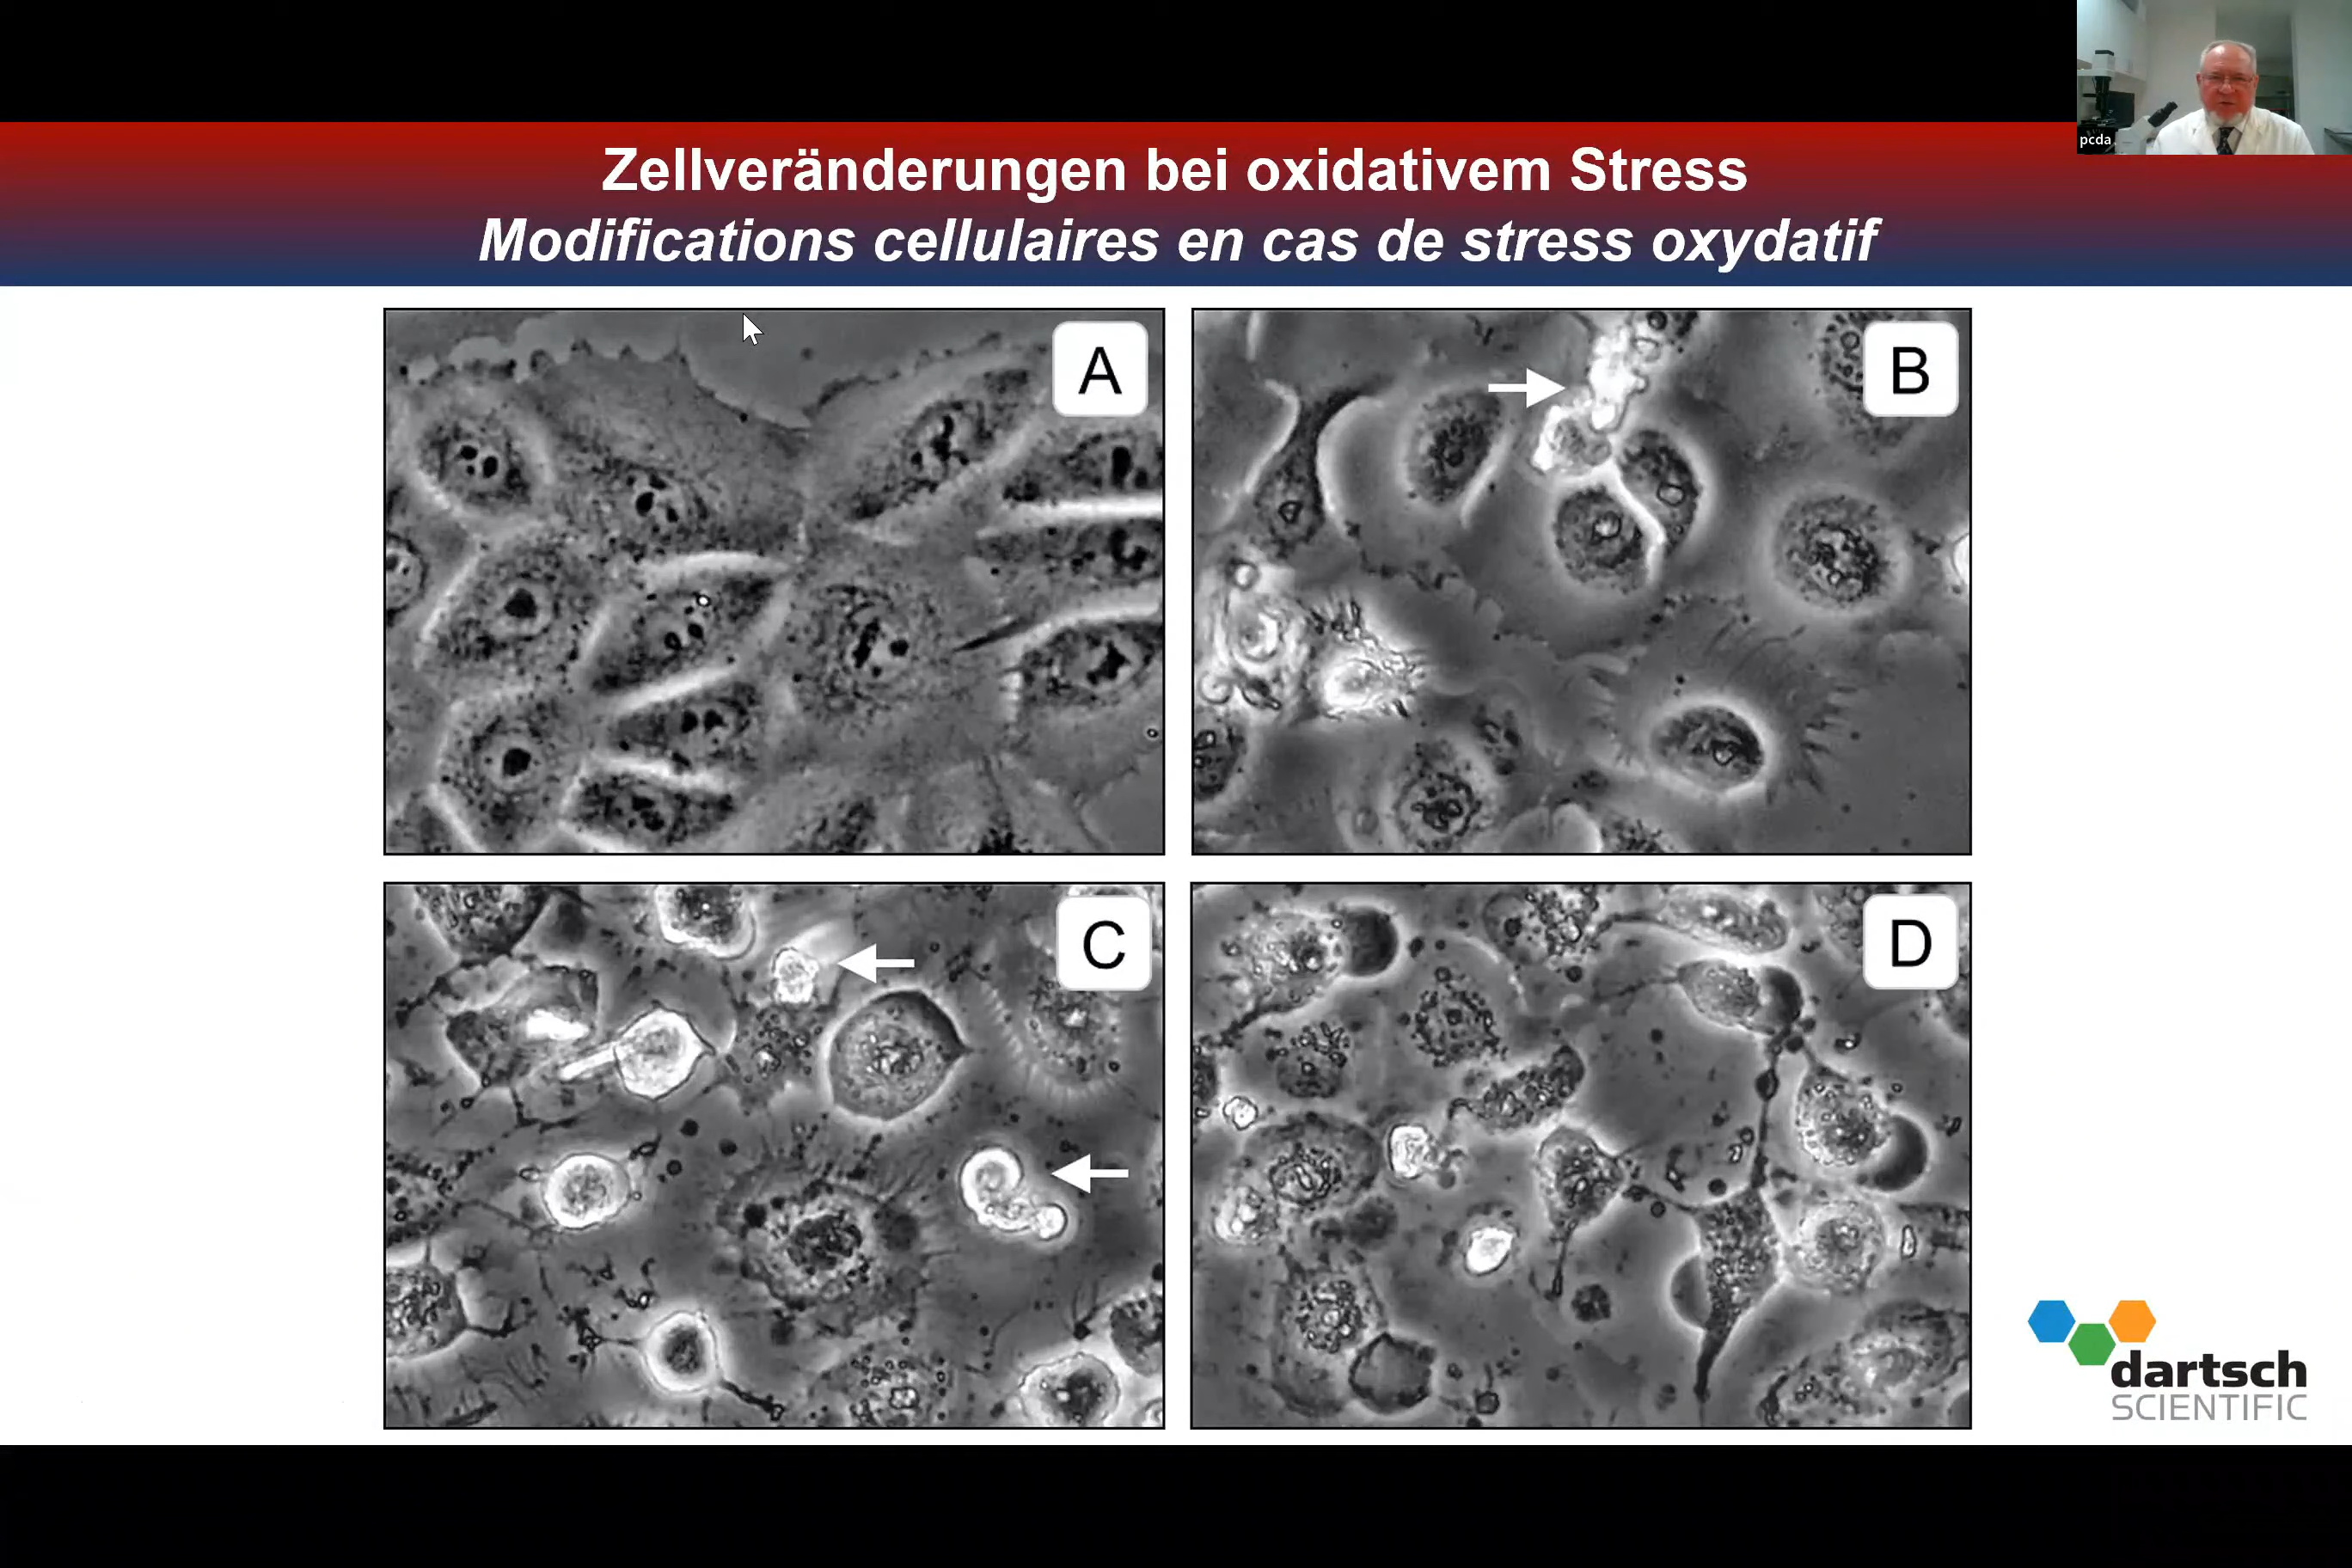 pcda
Zellveränderungen bei oxidativem Stress
Modifications cellulaires en cas de stress oxydatif
A
B
C
D
dartsch
SCIENTIFIC